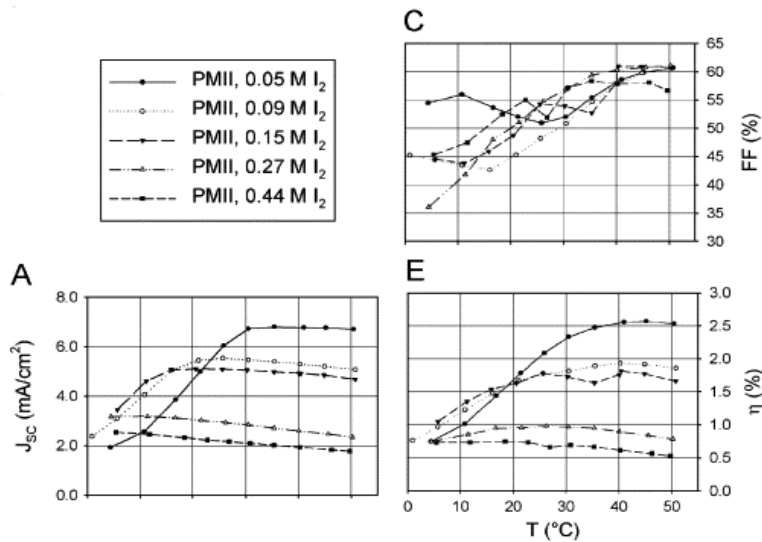 C
PMII, 0.05 M I₂
PMII, 0.09 M I₂
PMII, 0.15 M I₂
PMII, 0.27 M I₂
PMII, 0.44 M I₂
65
60
55
50
45
40
35
30
FF (%)
A
8.0
6.0
4.0
2.0
0.0
J_SC (mA/cm²)
E
3.0
2.5
2.0
1.5
1.0
0.5
0.0
η (%)
0 10 20 30 40 50
T (°C)